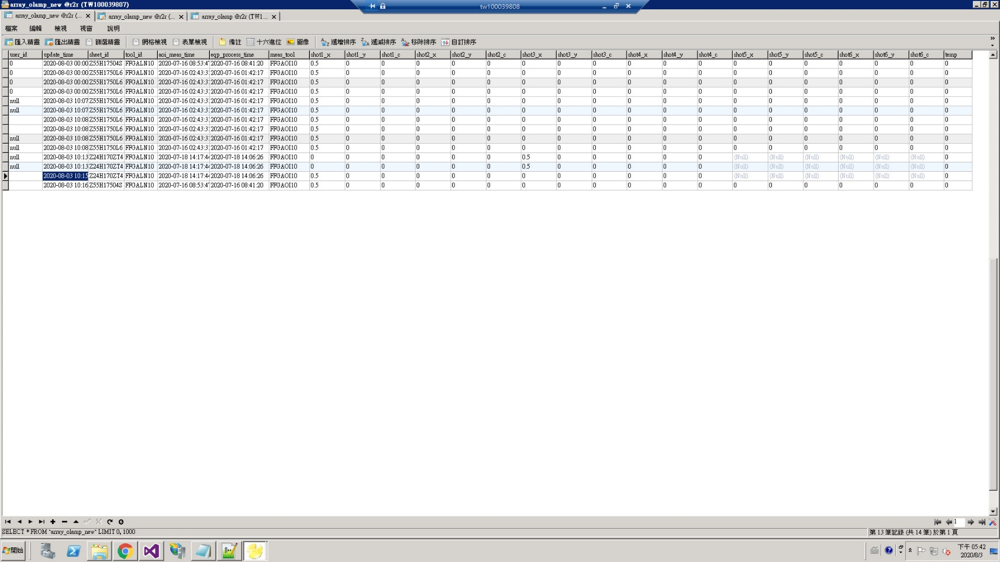 array_olamp_new @r2r (TW100039807)
tw100039808
array_olamp_new @r2r (... array_olamp_new @r2r (... array_olamp @r2r (TW1...
檔案 編輯 檢視 視窗 說明
匯入精靈 匯出精靈 篩選精靈 網格檢視 表單檢視 備註 十六進位 圖像 遞增排序 遞減排序 移除排序 自訂排序
user_id update_time sheet_id tool_id aoi_meas_time eqp_process_time meas_tool shot1_x shot1_y shot1_c shot2_x shot2_y shot2_c shot3_x shot3_y shot3_c shot4_x shot4_y shot4_c shot5_x shot5_y shot5_c shot6_x shot6_y shot6_c temp
0 2020-08-03 00:00 Z55H17504S FFGALN10 2020-07-16 08:53:4 2020-07-16 08:41:20 FFGAOI10 0.5 0 0 0 0 0 0 0 0 0 0 0 0 0 0 0 0 0 0
0 2020-08-03 00:00 Z55H1750L6 FFGALN10 2020-07-16 02:43:3 2020-07-16 01:42:17 FFGAOI10 0.5 0 0 0 0 0 0 0 0 0 0 0 0 0 0 0 0 0 0
0 2020-08-03 00:00 Z55H1750L6 FFGALN10 2020-07-16 02:43:3 2020-07-16 01:42:17 FFGAOI10 0.5 0 0 0 0 0 0 0 0 0 0 0 0 0 0 0 0 0 0
0 2020-08-03 00:00 Z55H1750L6 FFGALN10 2020-07-16 02:43:3 2020-07-16 01:42:17 FFGAOI10 0.5 0 0 0 0 0 0 0 0 0 0 0 0 0 0 0 0 0 0
null 2020-08-03 10:07 Z55H1750L6 FFGALN10 2020-07-16 02:43:3 2020-07-16 01:42:17 FFGAOI10 0.5 0 0 0 0 0 0 0 0 0 0 0 0 0 0 0 0 0 0
null 2020-08-03 10:07 Z55H1750L6 FFGALN10 2020-07-16 02:43:3 2020-07-16 01:42:17 FFGAOI10 0.5 0 0 0 0 0 0 0 0 0 0 0 0 0 0 0 0 0 0
2020-08-03 10:08 Z55H1750L6 FFGALN10 2020-07-16 02:43:3 2020-07-16 01:42:17 FFGAOI10 0.5 0 0 0 0 0 0 0 0 0 0 0 0 0 0 0 0 0 0
2020-08-03 10:08 Z55H1750L6 FFGALN10 2020-07-16 02:43:3 2020-07-16 01:42:17 FFGAOI10 0.5 0 0 0 0 0 0 0 0 0 0 0 0 0 0 0 0 0 0
null 2020-08-03 10:08 Z55H1750L6 FFGALN10 2020-07-16 02:43:3 2020-07-16 01:42:17 FFGAOI10 0.5 0 0 0 0 0 0 0 0 0 0 0 0 0 0 0 0 0 0
null 2020-08-03 10:08 Z55H1750L6 FFGALN10 2020-07-16 02:43:3 2020-07-16 01:42:17 FFGAOI10 0.5 0 0 0 0 0 0 0 0 0 0 0 0 0 0 0 0 0 0
null 2020-08-03 10:13 Z24H170ZT4 FFGALN10 2020-07-18 14:17:44 2020-07-18 14:06:26 FFGAOI10 0 0 0 0 0 0 0.5 0 0 0 0 0 (Null) (Null) (Null) (Null) (Null) (Null) 0
null 2020-08-03 10:13 Z24H170ZT4 FFGALN10 2020-07-18 14:17:44 2020-07-18 14:06:26 FFGAOI10 0 0 0 0 0 0 0.5 0 0 0 0 0 (Null) (Null) (Null) (Null) (Null) (Null) 0
2020-08-03 10:15 Z24H170ZT4 FFGALN10 2020-07-18 14:17:44 2020-07-18 14:06:26 FFGAOI10 0.5 0 0 0 0 0 0 0 0 0 0 0 (Null) (Null) (Null) (Null) (Null) (Null) 0
2020-08-03 10:16 Z55H17504S FFGALN10 2020-07-16 08:53:4 2020-07-16 08:41:20 FFGAOI10 0.5 0 0 0 0 0 0 0 0 0 0 0 0 0 0 0 0 0 0
1
SELECT * FROM `array_olamp_new` LIMIT 0, 1000
第 13 筆記錄 (共 14 筆) 於第 1 頁
開始
下午 05:42
2020/8/3